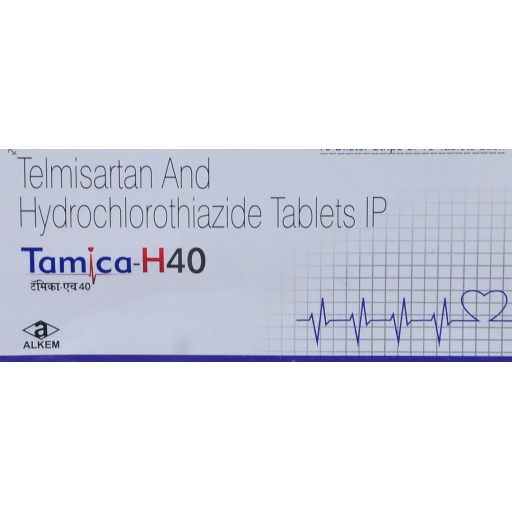 Telmisartan And
Hydrochlorothiazide Tablets IP
Tamica-H40
टॅमिका-एच 40
ALKEM